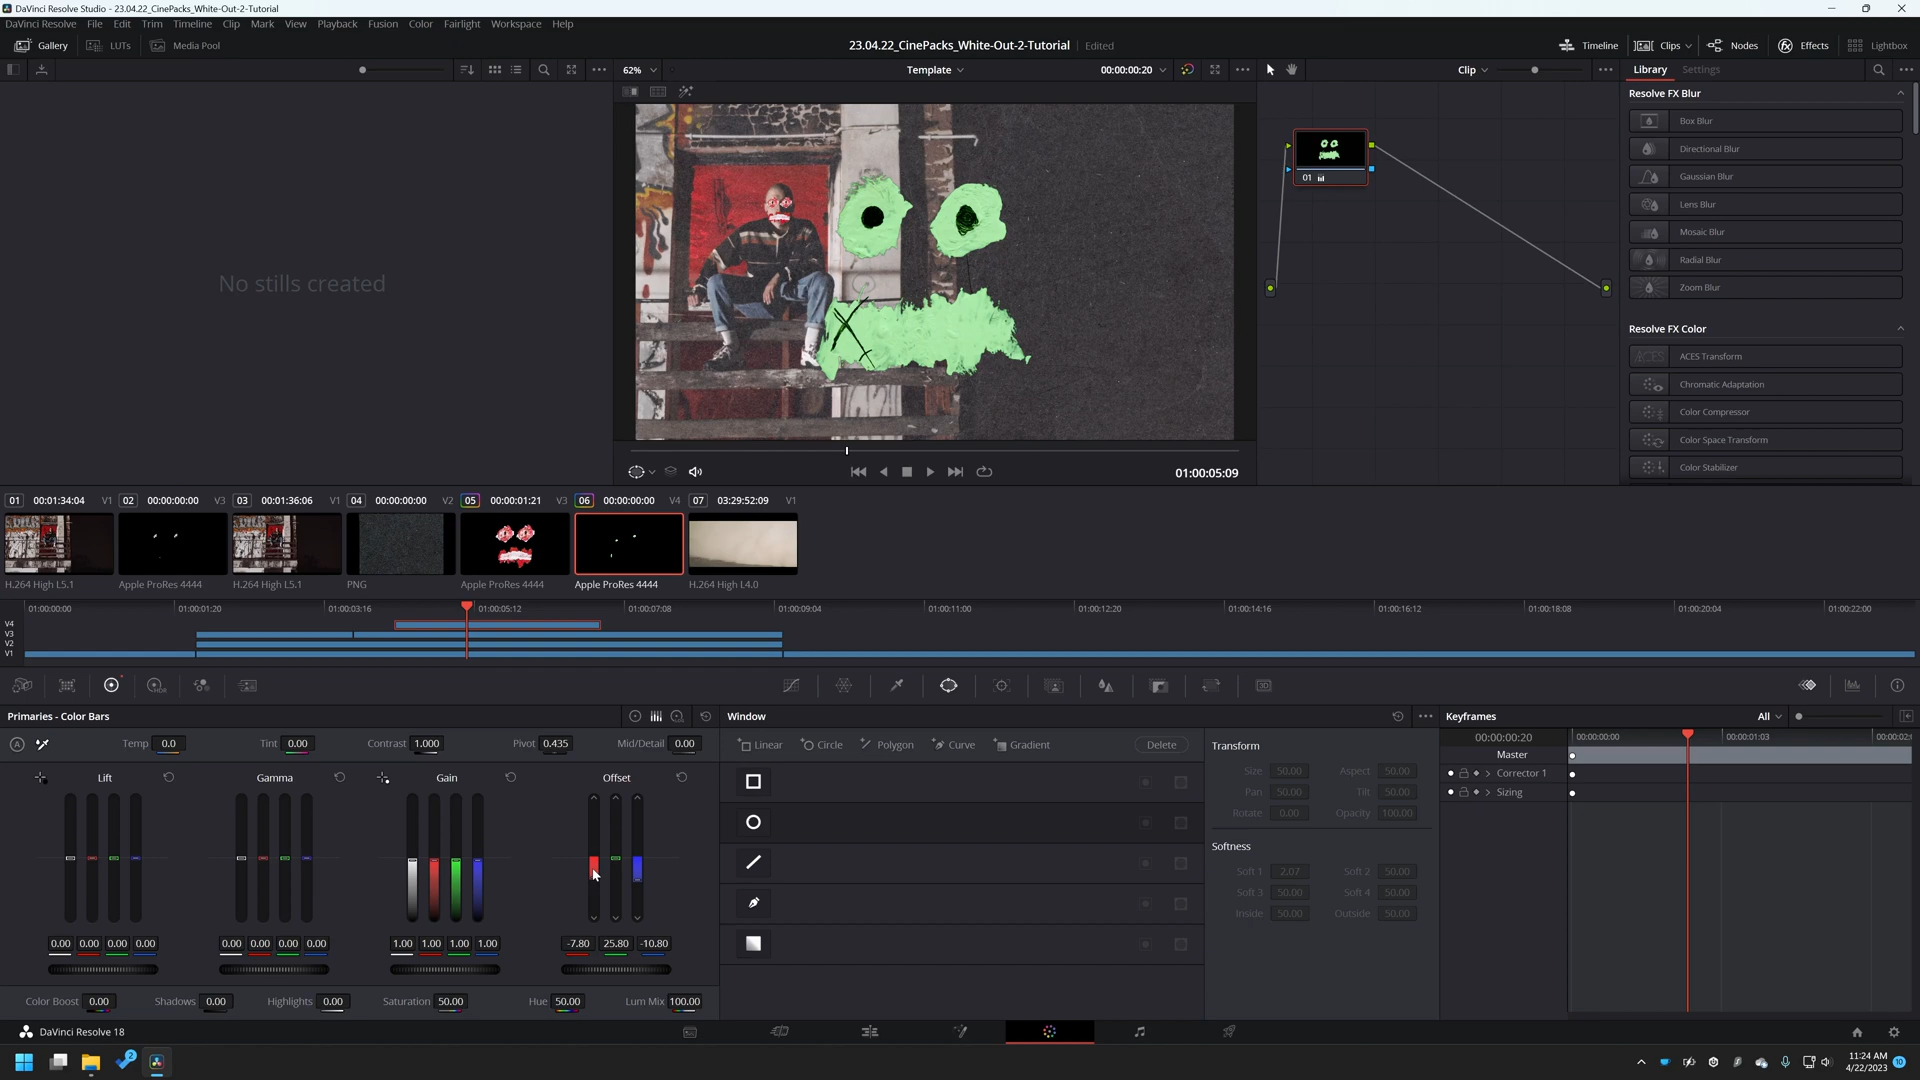 DaVinci Resolve Studio - 23.04.22_CinePacks_White-Out-2-Tutorial
DaVinci Resolve File Edit Trim Timeline Clip Mark View Playback Fusion Color Fairlight Workspace Help
Gallery LUTs Media Pool 23.04.22_CinePacks_White-Out-2-Tutorial Edited Timeline Clips Nodes Effects Lightbox
62% Template 00:00:00:20 Clip Library Settings
Resolve FX Blur
Box Blur
Directional Blur
Gaussian Blur
Lens Blur
Mosaic Blur
Radial Blur
Zoom Blur
01
No stills created
Resolve FX Color
ACES Transform
Chromatic Adaptation
Color Compressor
Color Space Transform
Color Stabilizer
01:00:05:09
01 00:01:34:04 V1 02 00:00:00:00 V3 03 00:01:36:06 V1 04 00:00:00:00 V2 05 00:00:01:21 V3 06 00:00:00:00 V4 07 03:29:52:09 V1
H.264 High L5.1 Apple ProRes 4444 H.264 High L5.1 PNG Apple ProRes 4444 Apple ProRes 4444 H.264 High L4.0
01:00:00:00 01:00:01:20 01:00:03:16 01:00:05:12 01:00:07:08 01:00:09:04 01:00:11:00 01:00:12:20 01:00:14:16 01:00:16:12 01:00:18:08 01:00:20:04 01:00:22:00
V4
V3
V2
V1
HDR 3D
Primaries - Color Bars Window Keyframes All
A Temp 0.0 Tint 0.00 Contrast 1.000 Pivot 0.435 Mid/Detail 0.00
Linear Circle Polygon Curve Gradient Delete
Transform
Size 50.00 Aspect 50.00
Pan 50.00 Tilt 50.00
Rotate 0.00 Opacity 100.00
Softness
Soft 1 2.07 Soft 2 50.00
Soft 3 50.00 Soft 4 50.00
Inside 50.00 Outside 50.00
00:00:00:20 00:00:00:00 00:00:01:03 00:00:02:
Master
Corrector 1
Sizing
Lift Gamma Gain Offset
0.00 0.00 0.00 0.00 0.00 0.00 0.00 0.00 1.00 1.00 1.00 1.00 -7.80 25.80 -10.80
Color Boost 0.00 Shadows 0.00 Highlights 0.00 Saturation 50.00 Hue 50.00 Lum Mix 100.00
DaVinci Resolve 18
2
11:24 AM
4/22/2023
10